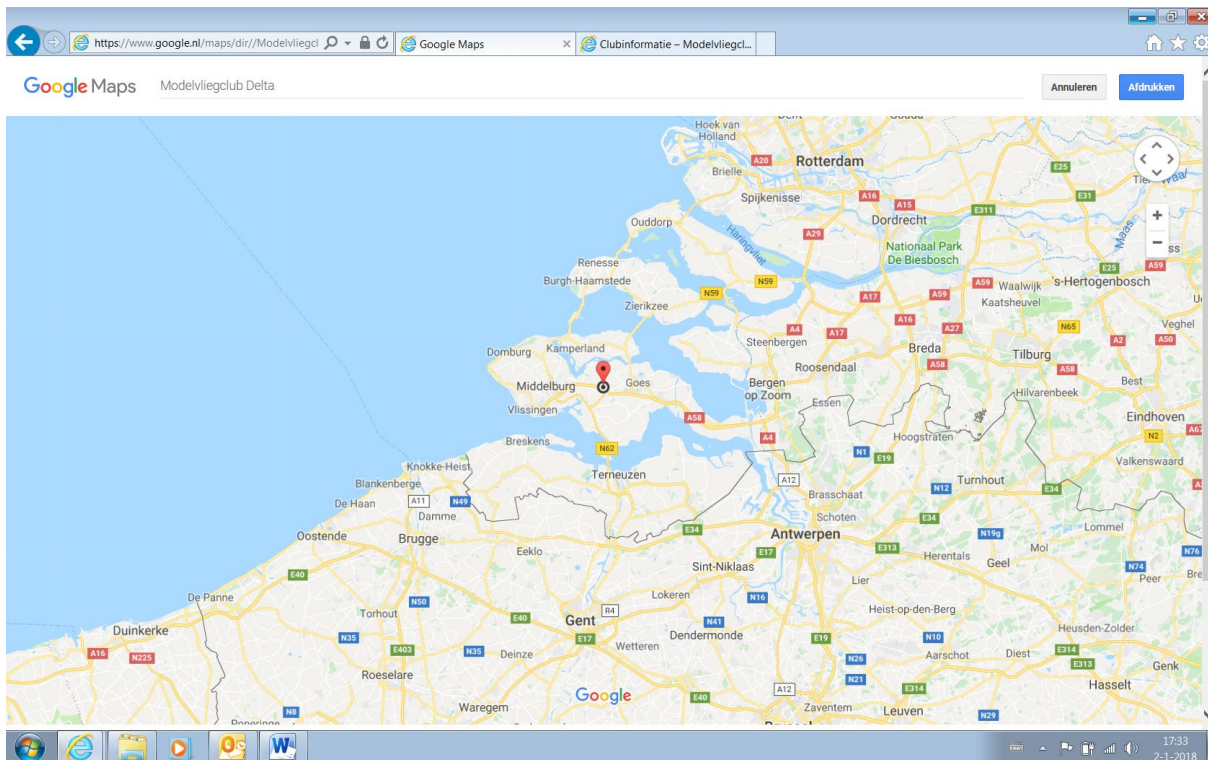 https://www.google.nl/maps/dir//Modelvliegcl
Google Maps
Clubinformatie – Modelvliegcl...
Google Maps
Modelvliegclub Delta
Annuleren
Afdrukken
Hoek van
Holland
A20
Rotterdam
Brielle
E25
Spijkenisse
A16
A15
E31
E311
Ouddorp
Dordrecht
Haringvliet
A29
Nationaal Park
De Biesbosch
Maas
Renesse
E25
A59
Burgh-Haamstede
N59
N59
A59
Waalwijk
's-Hertogenbosch
Zierikzee
A17
A59
Kaatsheuvel
A16
A27
N65
Veghel
A4
A17
Steenbergen
Breda
Tilburg
A2
A50
Domburg
Kamperland
Roosendaal
A58
A58
Best
Middelburg
Goes
Bergen
op Zoom
Essen
Hilvarenbeek
Vlissingen
A58
Eindhoven
Breskens
N62
A4
Hoogstraten
N2
A67
N1
E19
Valkenswaard
Knokke-Heist
Terneuzen
Blankenberge
A12
Turnhout
De Haan
A11
N49
Brasschaat
N12
E34
Damme
Schoten
E34
Lommel
Oostende
Brugge
E34
Antwerpen
N19g
Eeklo
E17
E313
Herentals
Mol
N76
Sint-Niklaas
Geel
N74
Peer
Bre
E40
Lier
De Panne
N50
Lokeren
N16
Torhout
E40
Gent
R4
Heist-op-den-Berg
Duinkerke
N41
Heusden-Zolder
N35
E17
Dendermonde
E19
N10
A16
N225
E403
N35
Deinze
Wetteren
N26
Aarschot
Diest
E314
E313
Genk
Roeselare
N21
Hasselt
Google
E40
A12
E314
Waregem
Zaventem
Leuven
N8
N29
17:33
2-1-2018